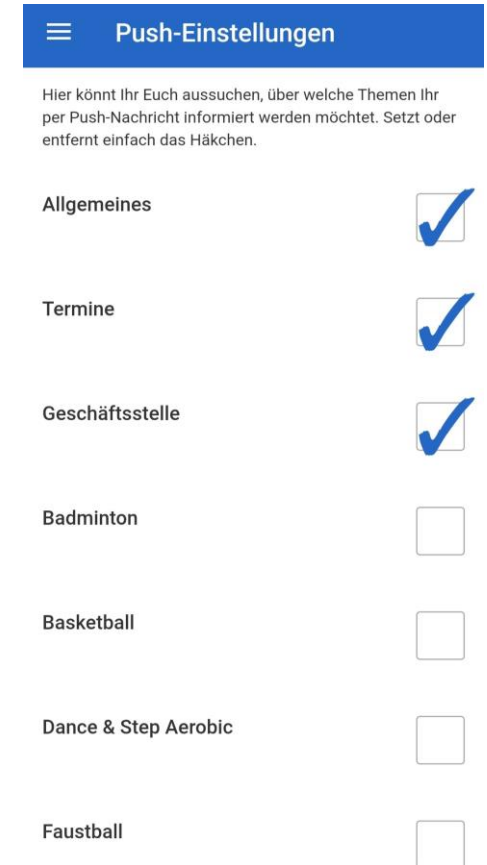 Push-Einstellungen
Hier könnt Ihr Euch aussuchen, über welche Themen Ihr
per Push-Nachricht informiert werden möchtet. Setzt oder
entfernt einfach das Häkchen.
Allgemeines
Termine
Geschäftsstelle
Badminton
Basketball
Dance & Step Aerobic
Faustball